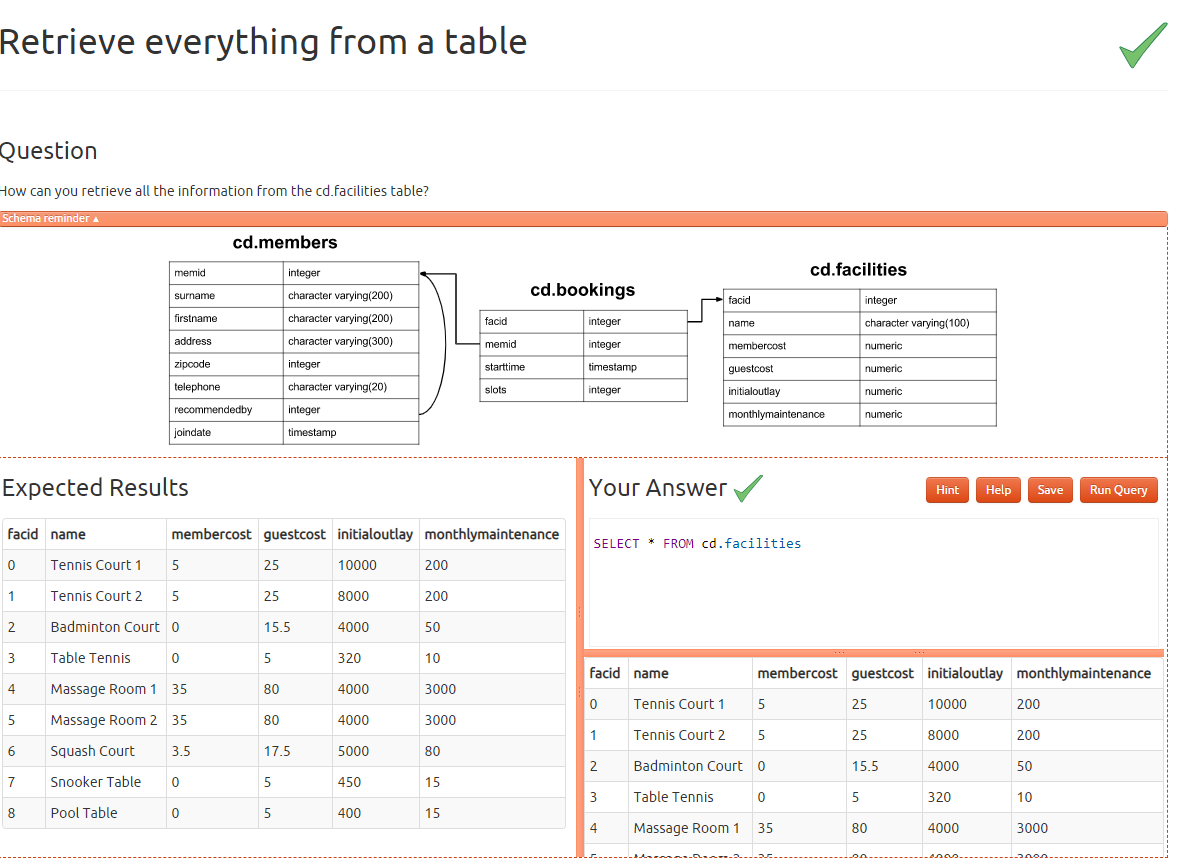 Retrieve everything from a table
Question
How can you retrieve all the information from the cd.facilities table?
Schema reminder ▲
cd.members
memid integer
surname character varying(200)
firstname character varying(200)
address character varying(300)
zipcode integer
telephone character varying(20)
recommendedby integer
joindate timestamp
cd.bookings
facid integer
memid integer
starttime timestamp
slots integer
cd.facilities
facid integer
name character varying(100)
membercost numeric
guestcost numeric
initialoutlay numeric
monthlymaintenance numeric
Expected Results
facid name membercost guestcost initialoutlay monthlymaintenance
0 Tennis Court 1 5 25 10000 200
1 Tennis Court 2 5 25 8000 200
2 Badminton Court 0 15.5 4000 50
3 Table Tennis 0 5 320 10
4 Massage Room 1 35 80 4000 3000
5 Massage Room 2 35 80 4000 3000
6 Squash Court 3.5 17.5 5000 80
7 Snooker Table 0 5 450 15
8 Pool Table 0 5 400 15
Your Answer
Hint Help Save Run Query
SELECT * FROM cd.facilities
facid name membercost guestcost initialoutlay monthlymaintenance
0 Tennis Court 1 5 25 10000 200
1 Tennis Court 2 5 25 8000 200
2 Badminton Court 0 15.5 4000 50
3 Table Tennis 0 5 320 10
4 Massage Room 1 35 80 4000 3000